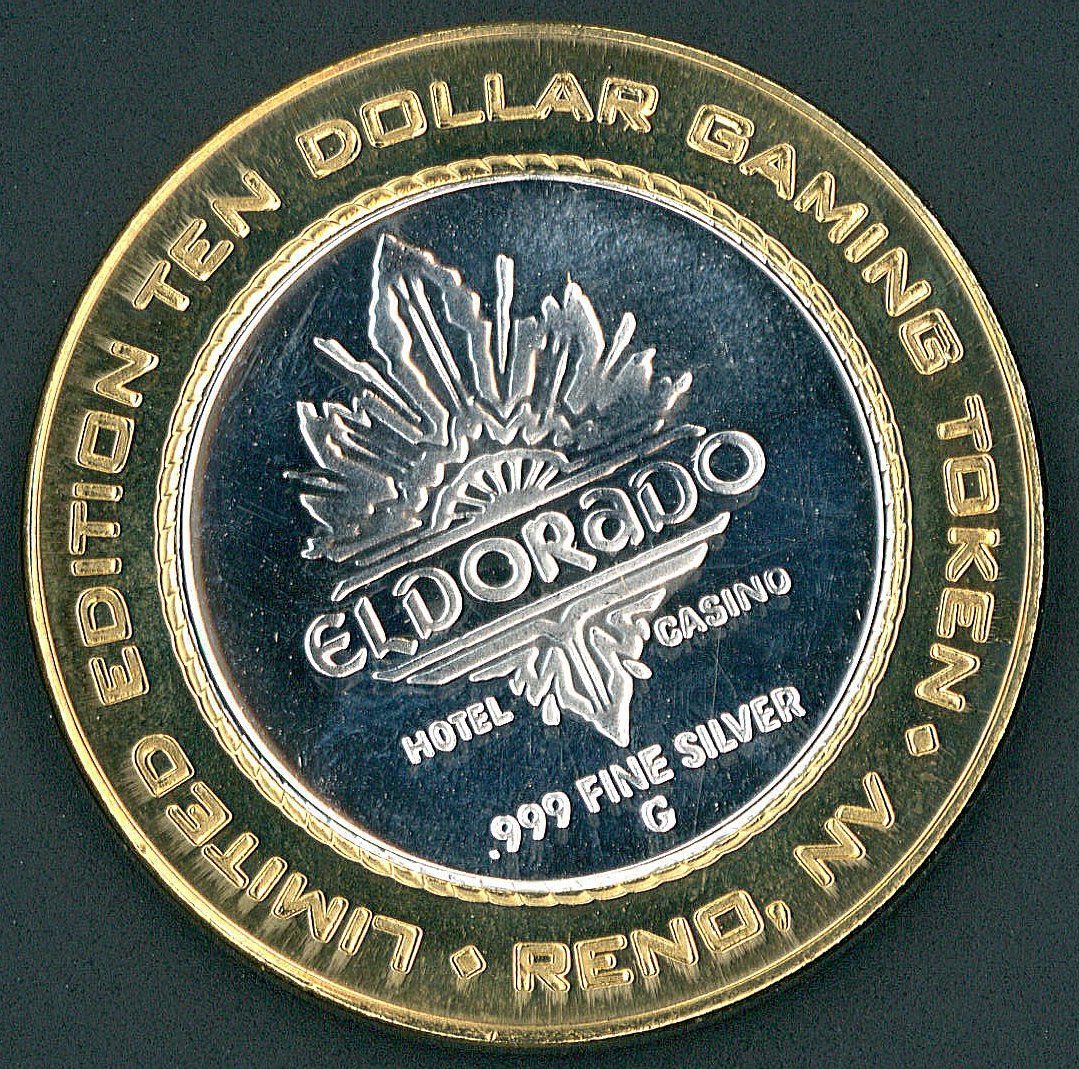 LIMITED EDITION TEN DOLLAR GAMING TOKEN
RENO, NV
ELDORADO
HOTEL CASINO
.999 FINE SILVER
G